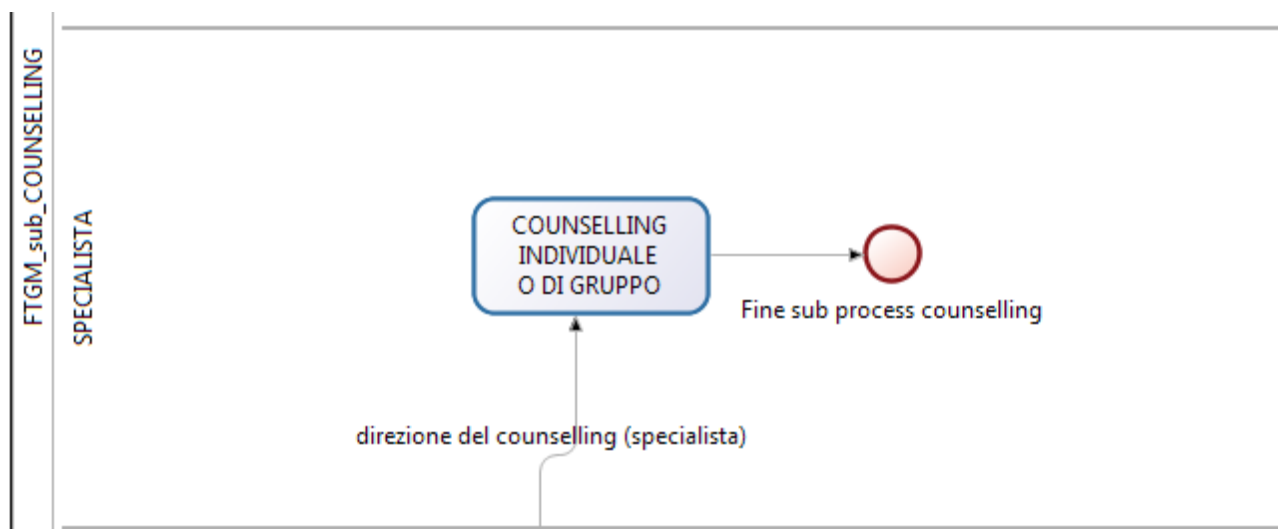 FTGM_sub_COUNSELLING
SPECIALISTA
COUNSELLING
INDIVIDUALE
O DI GRUPPO
Fine sub process counselling
direzione del counselling (specialista)